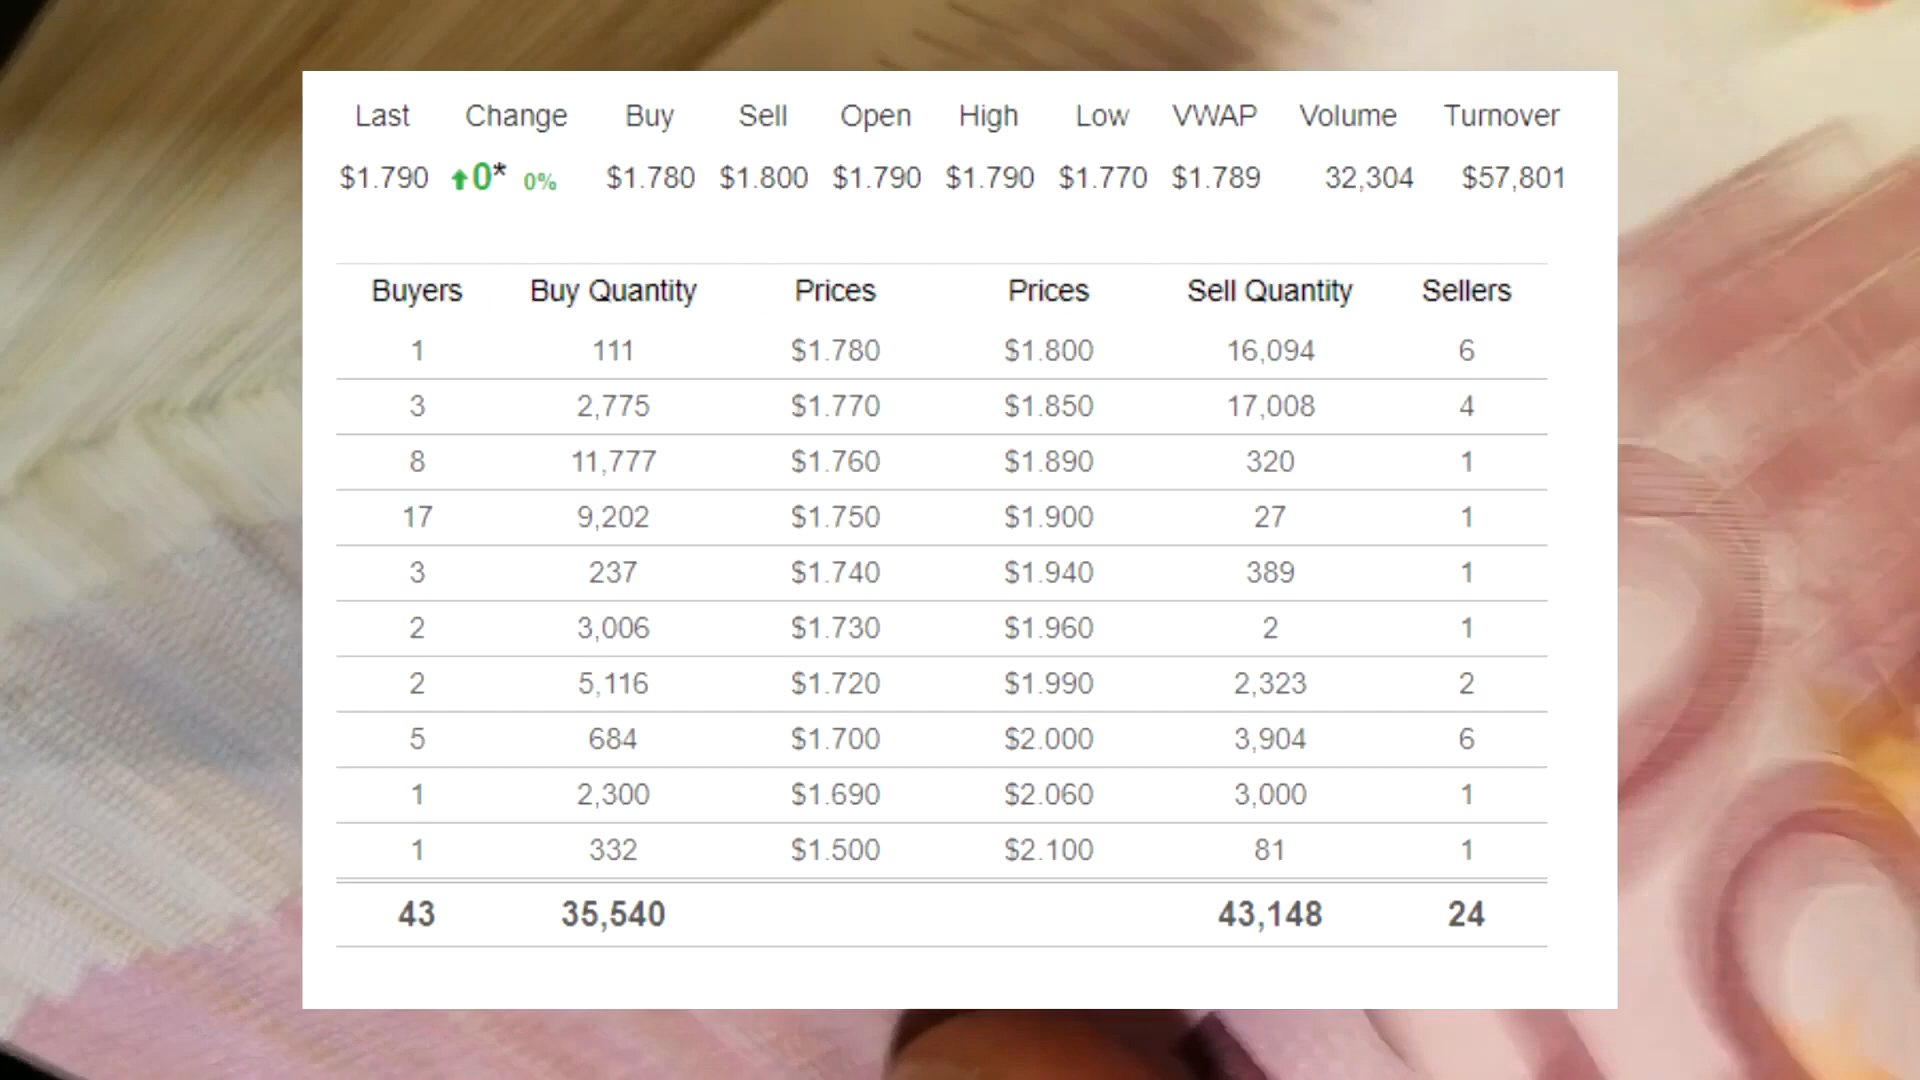 Last Change Buy Sell Open High Low VWAP Volume Turnover
$1.790 ↑0* 0% $1.780 $1.800 $1.790 $1.790 $1.770 $1.789 32,304 $57,801
Buyers Buy Quantity Prices Prices Sell Quantity Sellers
1 111 $1.780 $1.800 16,094 6
3 2,775 $1.770 $1.850 17,008 4
8 11,777 $1.760 $1.890 320 1
17 9,202 $1.750 $1.900 27 1
3 237 $1.740 $1.940 389 1
2 3,006 $1.730 $1.960 2 1
2 5,116 $1.720 $1.990 2,323 2
5 684 $1.700 $2.000 3,904 6
1 2,300 $1.690 $2.060 3,000 1
1 332 $1.500 $2.100 81 1
43 35,540 43,148 24